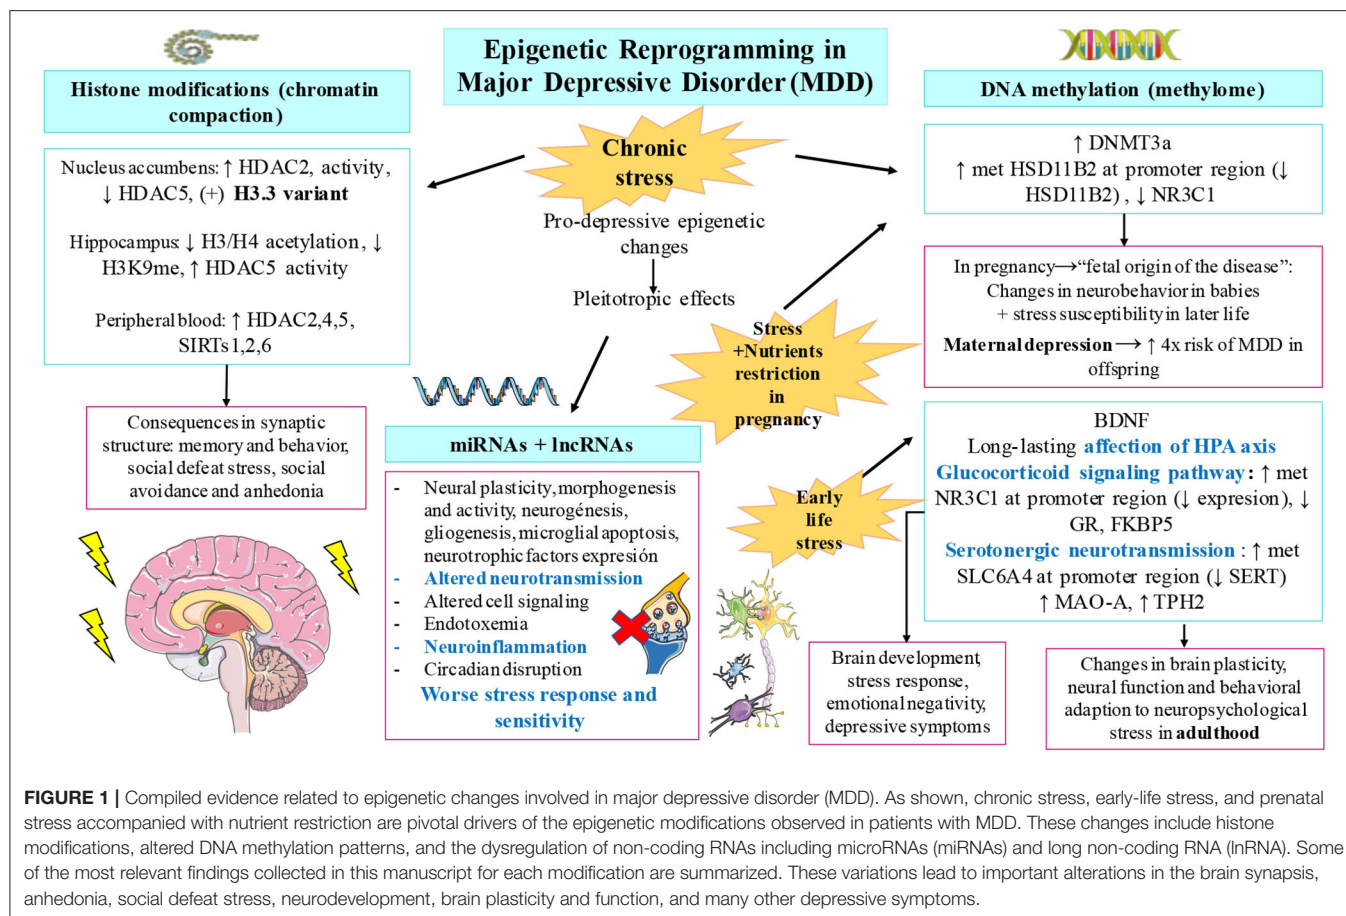 Epigenetic Reprogramming in
Major Depressive Disorder (MDD)
Histone modifications (chromatin
compaction)
Nucleus accumbens: ↑ HDAC2, activity,
↓ HDAC5, (+) H3.3 variant
Hippocampus: ↓ H3/H4 acetylation, ↓
H3K9me, ↑ HDAC5 activity
Peripheral blood: ↑ HDAC2,4,5,
SIRTs 1,2,6
Consequences in synaptic
structure: memory and behavior,
social defeat stress, social
avoidance and anhedonia
Chronic
stress
Pro-depressive epigenetic
changes
Pleitotropic effects
miRNAs + lncRNAs
- Neural plasticity, morphogenesis
and activity, neurogénesis,
gliogenesis, microglial apoptosis,
neurotrophic factors expresión
- Altered neurotransmission
- Altered cell signaling
- Endotoxemia
- Neuroinflammation
- Circadian disruption
Worse stress response and
sensitivity
Stress
+Nutrients
restriction
in
pregnancy
Early
life
stress
DNA methylation (methylome)
↑ DNMT3a
↑ met HSD11B2 at promoter region (↓
HSD11B2) , ↓ NR3C1
In pregnancy→“fetal origin of the disease”:
Changes in neurobehavior in babies
+ stress susceptibility in later life
Maternal depression → ↑ 4x risk of MDD in
offspring
BDNF
Long-lasting affection of HPA axis
Glucocorticoid signaling pathway: ↑ met
NR3C1 at promoter region (↓ expresion), ↓
GR, FKBP5
Serotonergic neurotransmission : ↑ met
SLC6A4 at promoter region (↓ SERT)
↑ MAO-A, ↑ TPH2
Brain development,
stress response,
emotional negativity,
depressive symptoms
Changes in brain plasticity,
neural function and behavioral
adaption to neuropsychological
stress in adulthood
FIGURE 1 | Compiled evidence related to epigenetic changes involved in major depressive disorder (MDD). As shown, chronic stress, early-life stress, and prenatal
stress accompanied with nutrient restriction are pivotal drivers of the epigenetic modifications observed in patients with MDD. These changes include histone
modifications, altered DNA methylation patterns, and the dysregulation of non-coding RNAs including microRNAs (miRNAs) and long non-coding RNA (lnRNA). Some
of the most relevant findings collected in this manuscript for each modification are summarized. These variations lead to important alterations in the brain synapsis,
anhedonia, social defeat stress, neurodevelopment, brain plasticity and function, and many other depressive symptoms.